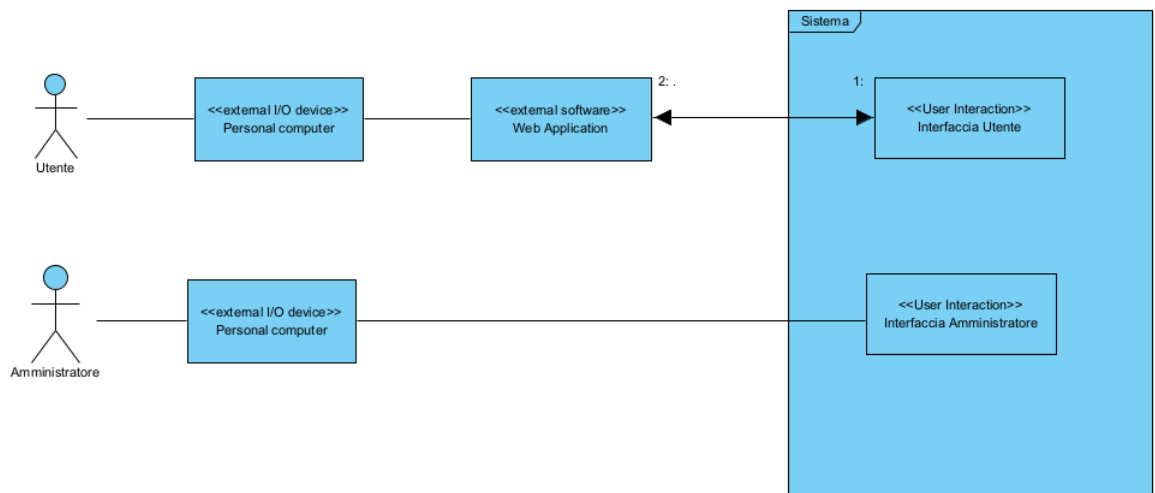 Sistema
2: .
1:
<<external I/O device>>
Personal computer
<<external software>>
Web Application
<<User Interaction>>
Interfaccia Utente
Utente
<<external I/O device>>
Personal computer
<<User Interaction>>
Interfaccia Amministratore
Amministratore